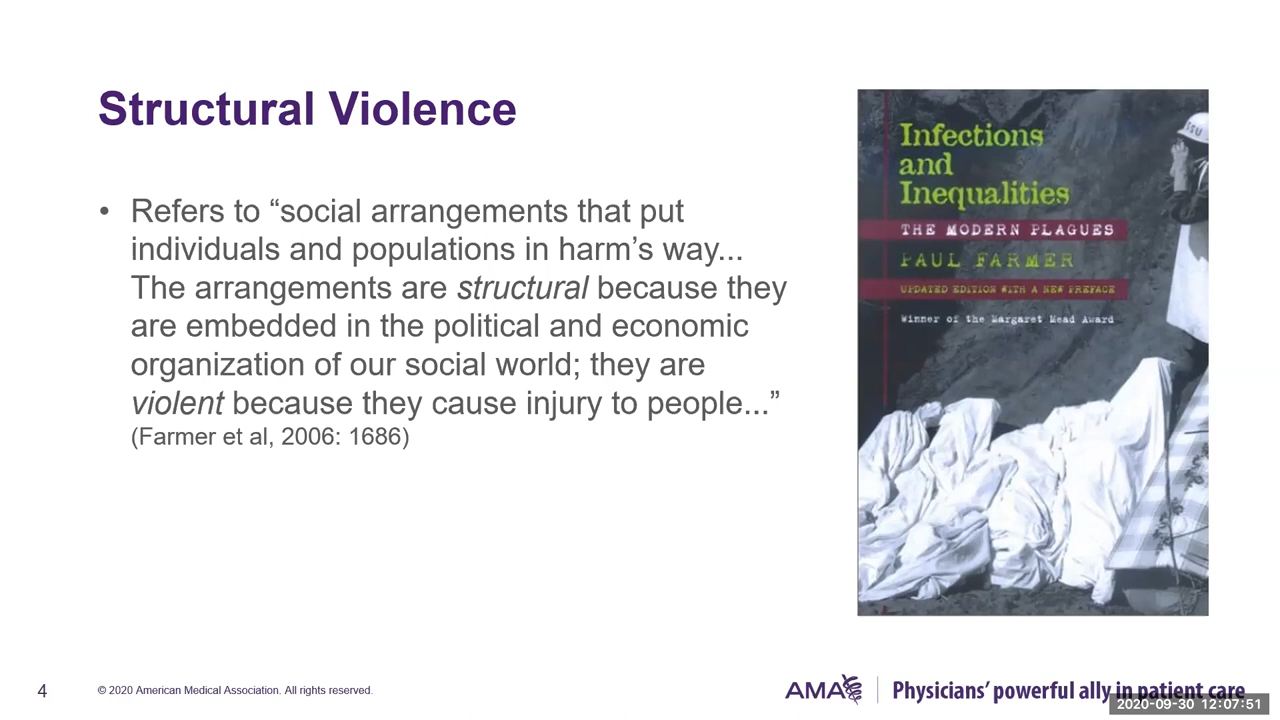 Structural Violence
• Refers to “social arrangements that put
individuals and populations in harm’s way...
The arrangements are structural because they
are embedded in the political and economic
organization of our social world; they are
violent because they cause injury to people...”
(Farmer et al, 2006: 1686)
Infections
and
Inequalities
THE MODERN PLAGUES
PAUL FARMER
UPDATED EDITION WITH A NEW PREFACE
Winner of the Margaret Mead Award
4
© 2020 American Medical Association. All rights reserved.
AMA
Physicians’ powerful ally in patient care
2020-09-30 12:07:51